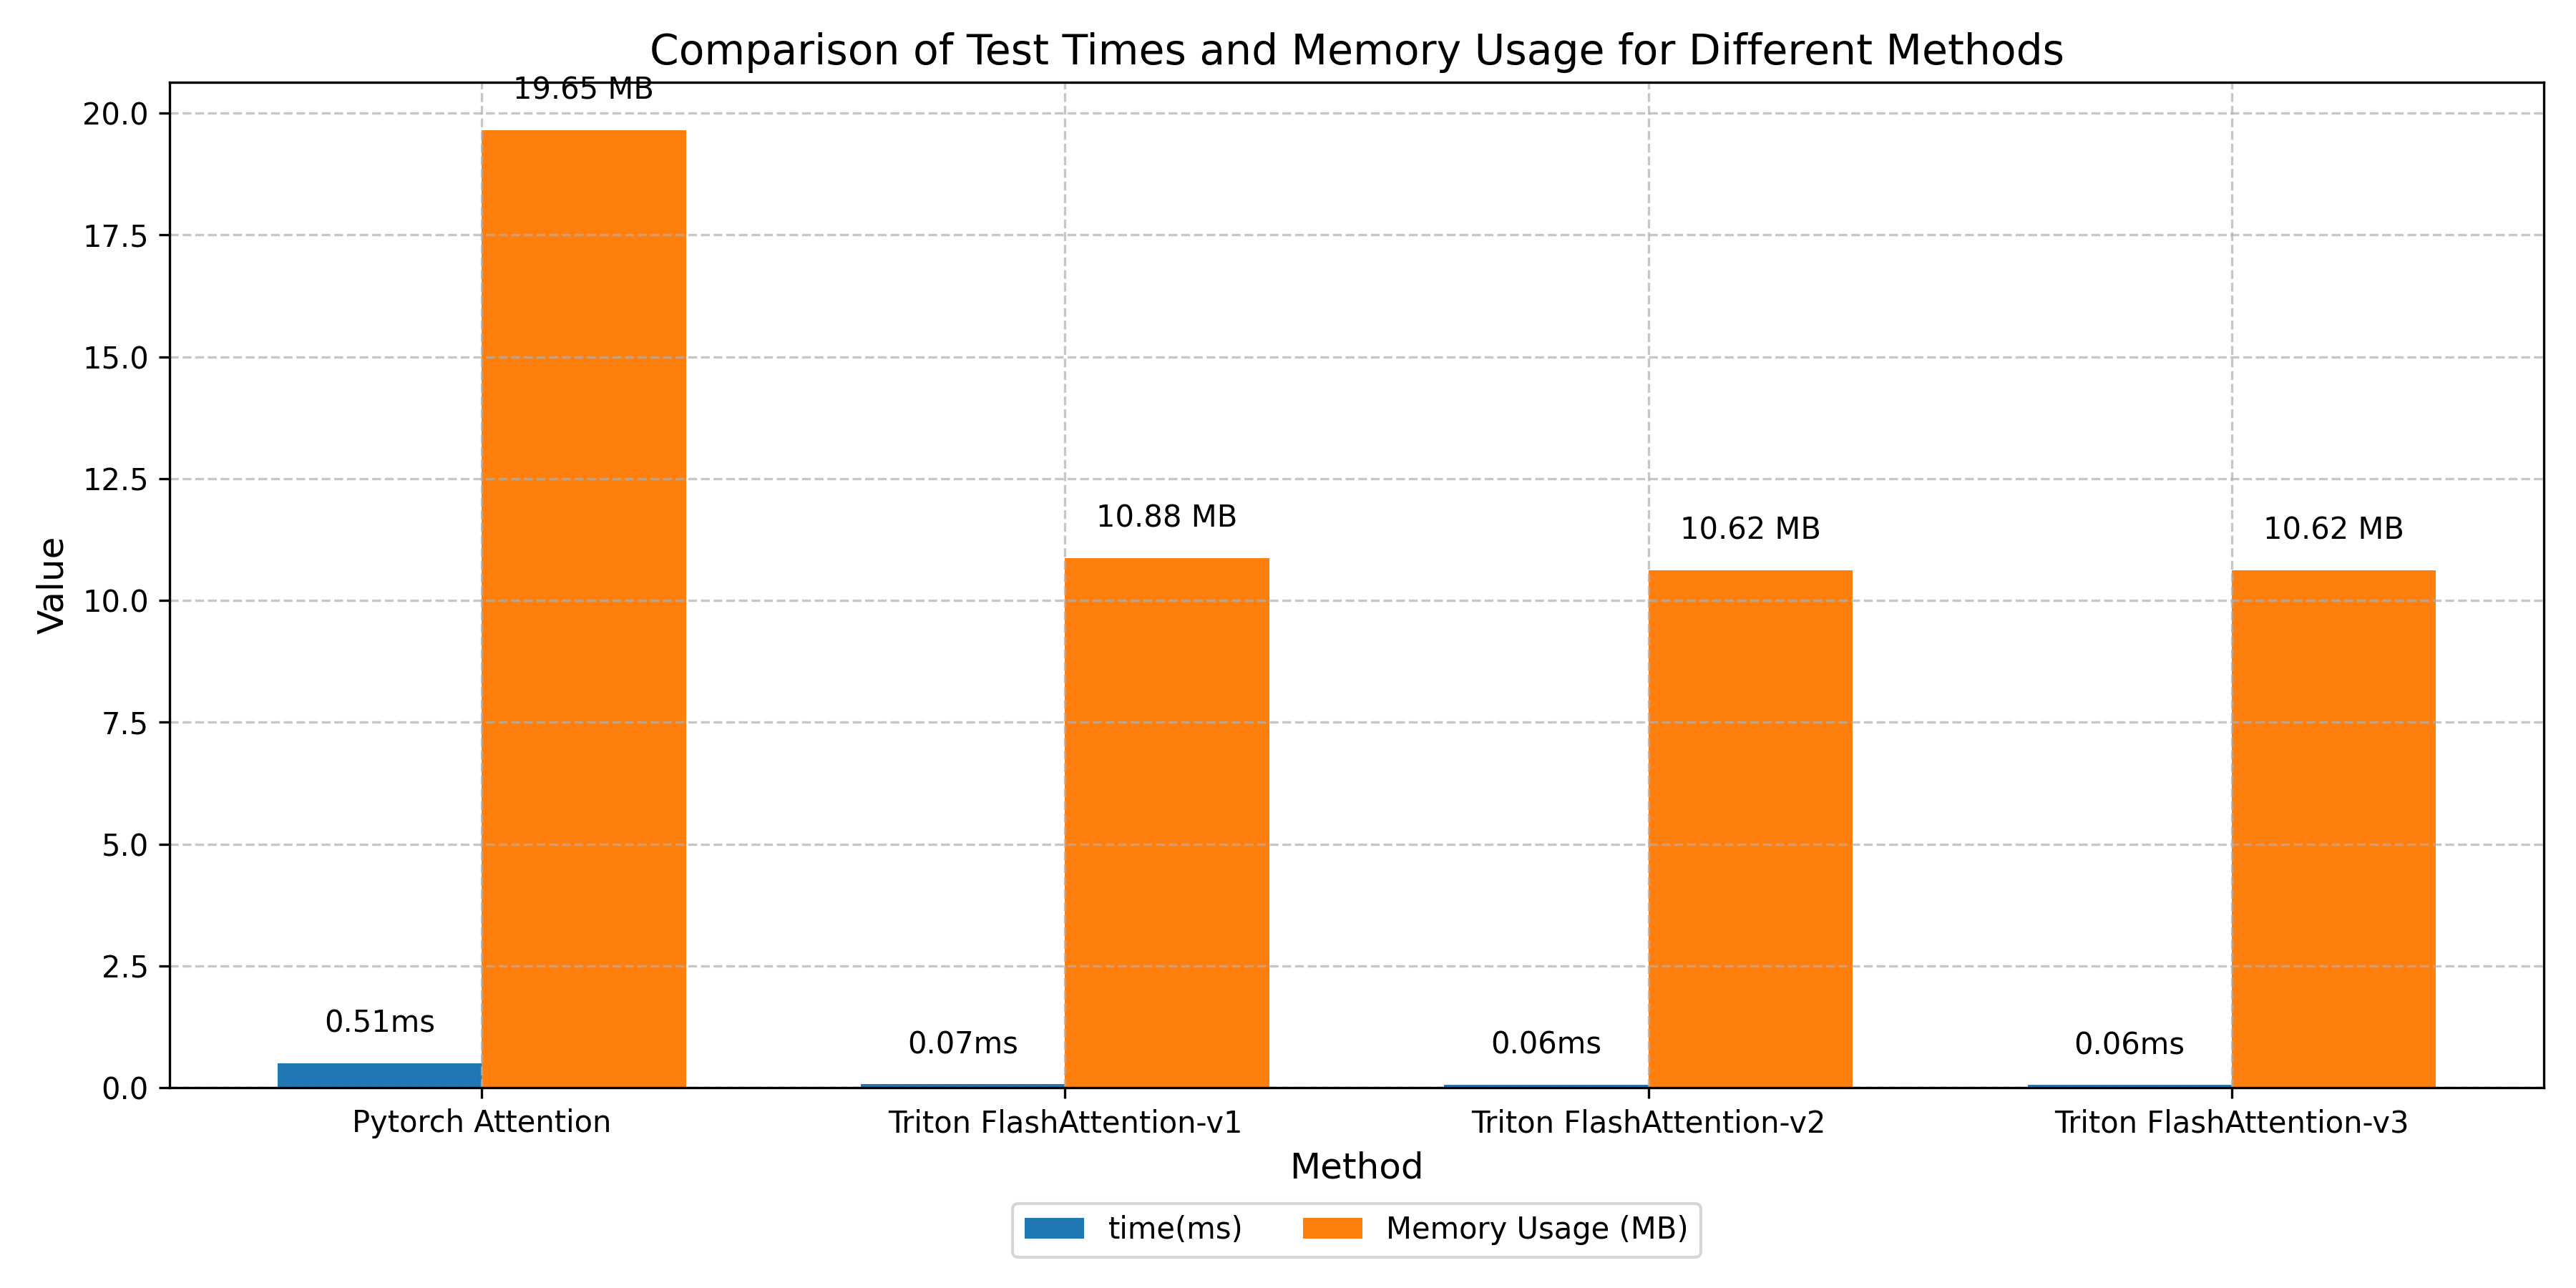 Comparison of Test Times and Memory Usage for Different Methods
19.65 MB
20.0
17.5
15.0
12.5
10.88 MB
10.62 MB
10.62 MB
Value
10.0
7.5
5.0
2.5
0.51ms
0.07ms
0.06ms
0.06ms
0.0
Pytorch Attention
Triton FlashAttention-v1
Triton FlashAttention-v2
Triton FlashAttention-v3
Method
time(ms)
Memory Usage (MB)